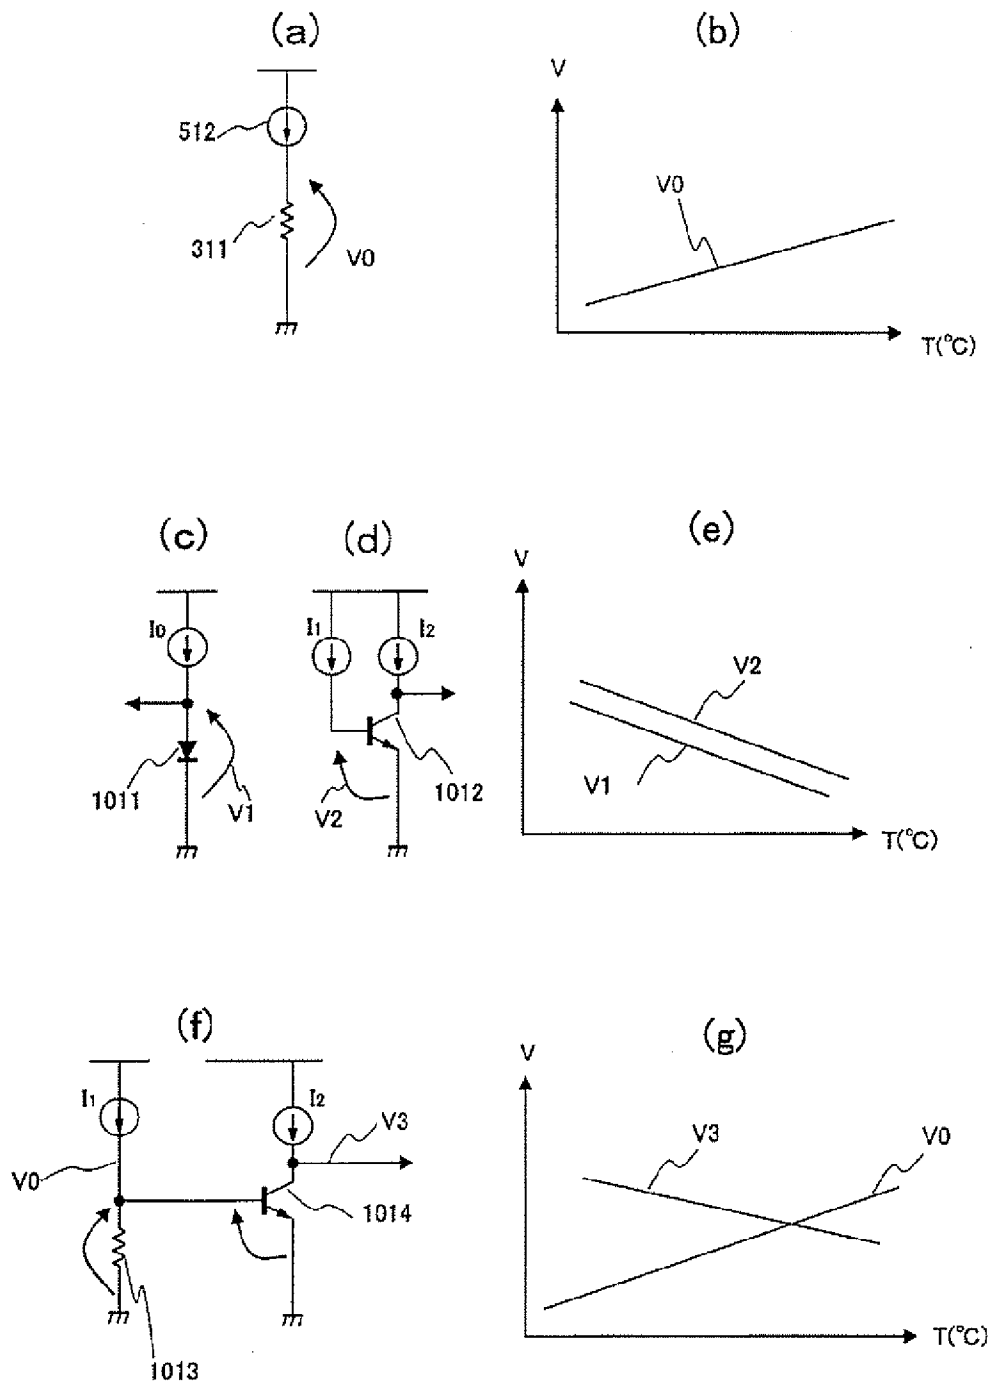 (a)
512
311
V0
(b)
V
V0
T(℃)
(c)
I0
1011
V1
(d)
I1
I2
V2
1012
(e)
V
V2
V1
T(℃)
(f)
I1
I2
V3
V0
1014
1013
(g)
V
V3
V0
T(℃)